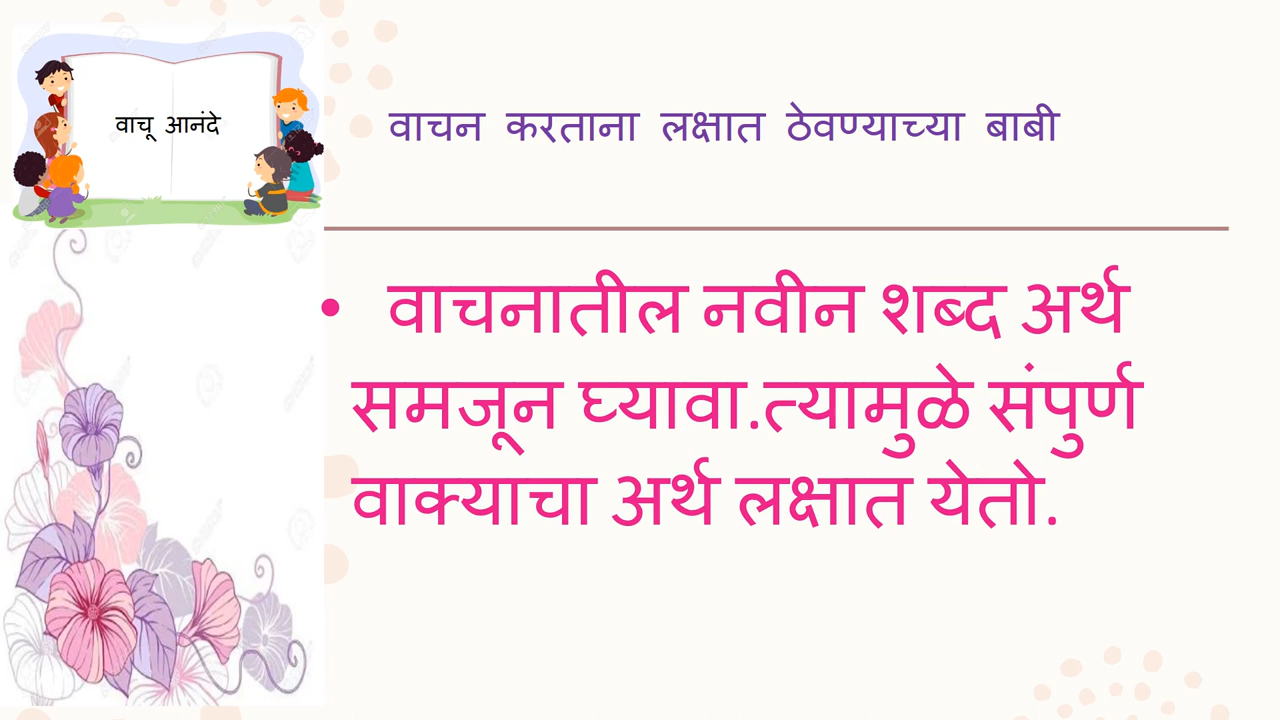 वाचू आनंदे
वाचन करताना लक्षात ठेवण्याच्या बाबी
• वाचनातील नवीन शब्द अर्थ
समजून घ्यावा.त्यामुळे संपुर्ण
वाक्याचा अर्थ लक्षात येतो.